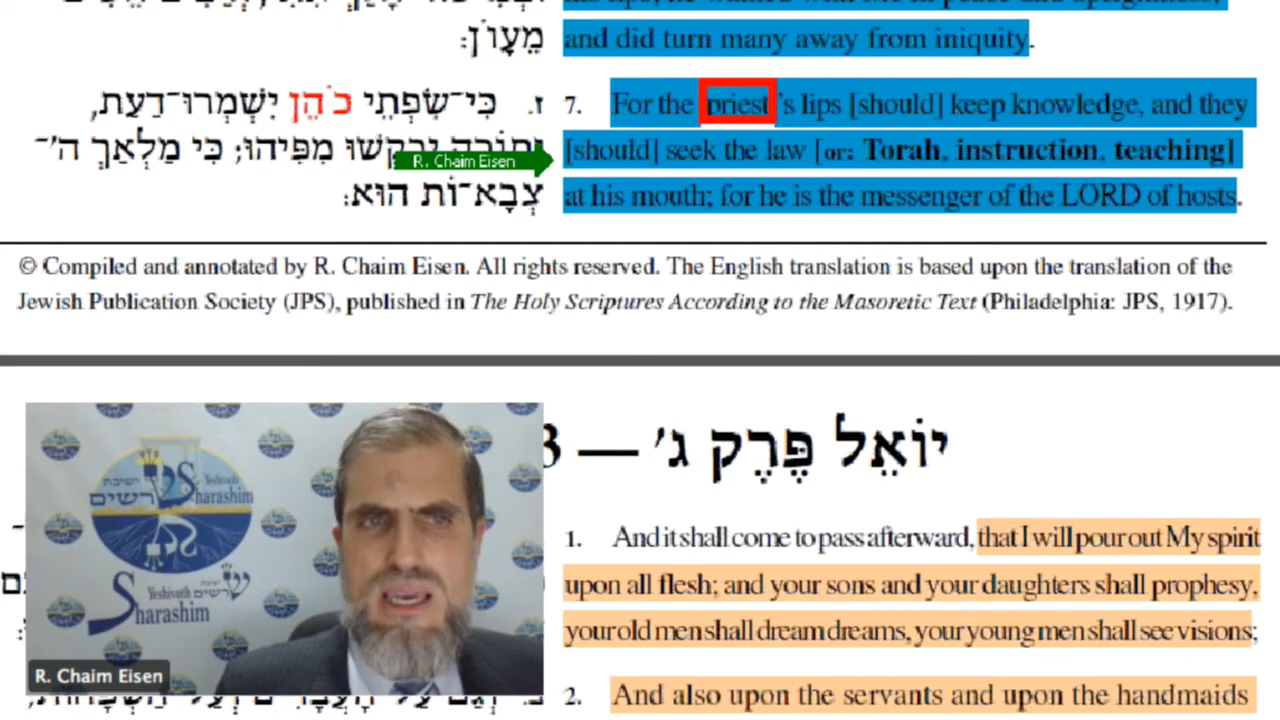 and did turn many away from iniquity.
מֵעָוֹן:
7. For the priest's lips [should] keep knowledge, and they
ז. כִּי־שִׂפְתֵי כֹהֵן יִשְׁמְרוּ־דַעַת,
[should] seek the law [or: Torah, instruction, teaching]
מִפִּיהוּ; כִּי מַלְאַךְ ה'־
R. Chaim Eisen
at his mouth; for he is the messenger of the LORD of hosts.
צְבָא־וֹת הוּא:
© Compiled and annotated by R. Chaim Eisen. All rights reserved. The English translation is based upon the translation of the
Jewish Publication Society (JPS), published in The Holy Scriptures According to the Masoretic Text (Philadelphia: JPS, 1917).
3 — יוֹאֵל פֶּרֶק ג'
1. And it shall come to pass afterward, that I will pour out My spirit
upon all flesh; and your sons and your daughters shall prophesy,
your old men shall dream dreams, your young men shall see visions;
2. And also upon the servants and upon the handmaids
Yeshivath
Sharashim
ישיבת
שרשים
Yeshivath ישיבת שרשים
Sharashim
R. Chaim Eisen